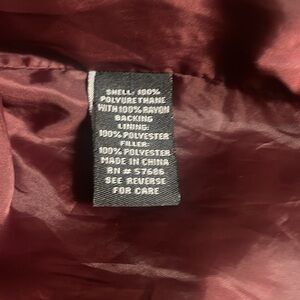 SHELL: 100%
POLYURETHANE
WITH 100% RAYON
BACKING
LINING:
100% POLYESTER
FILLER:
100% POLYESTER
MADE IN CHINA
RN # 57686
SEE REVERSE
FOR CARE